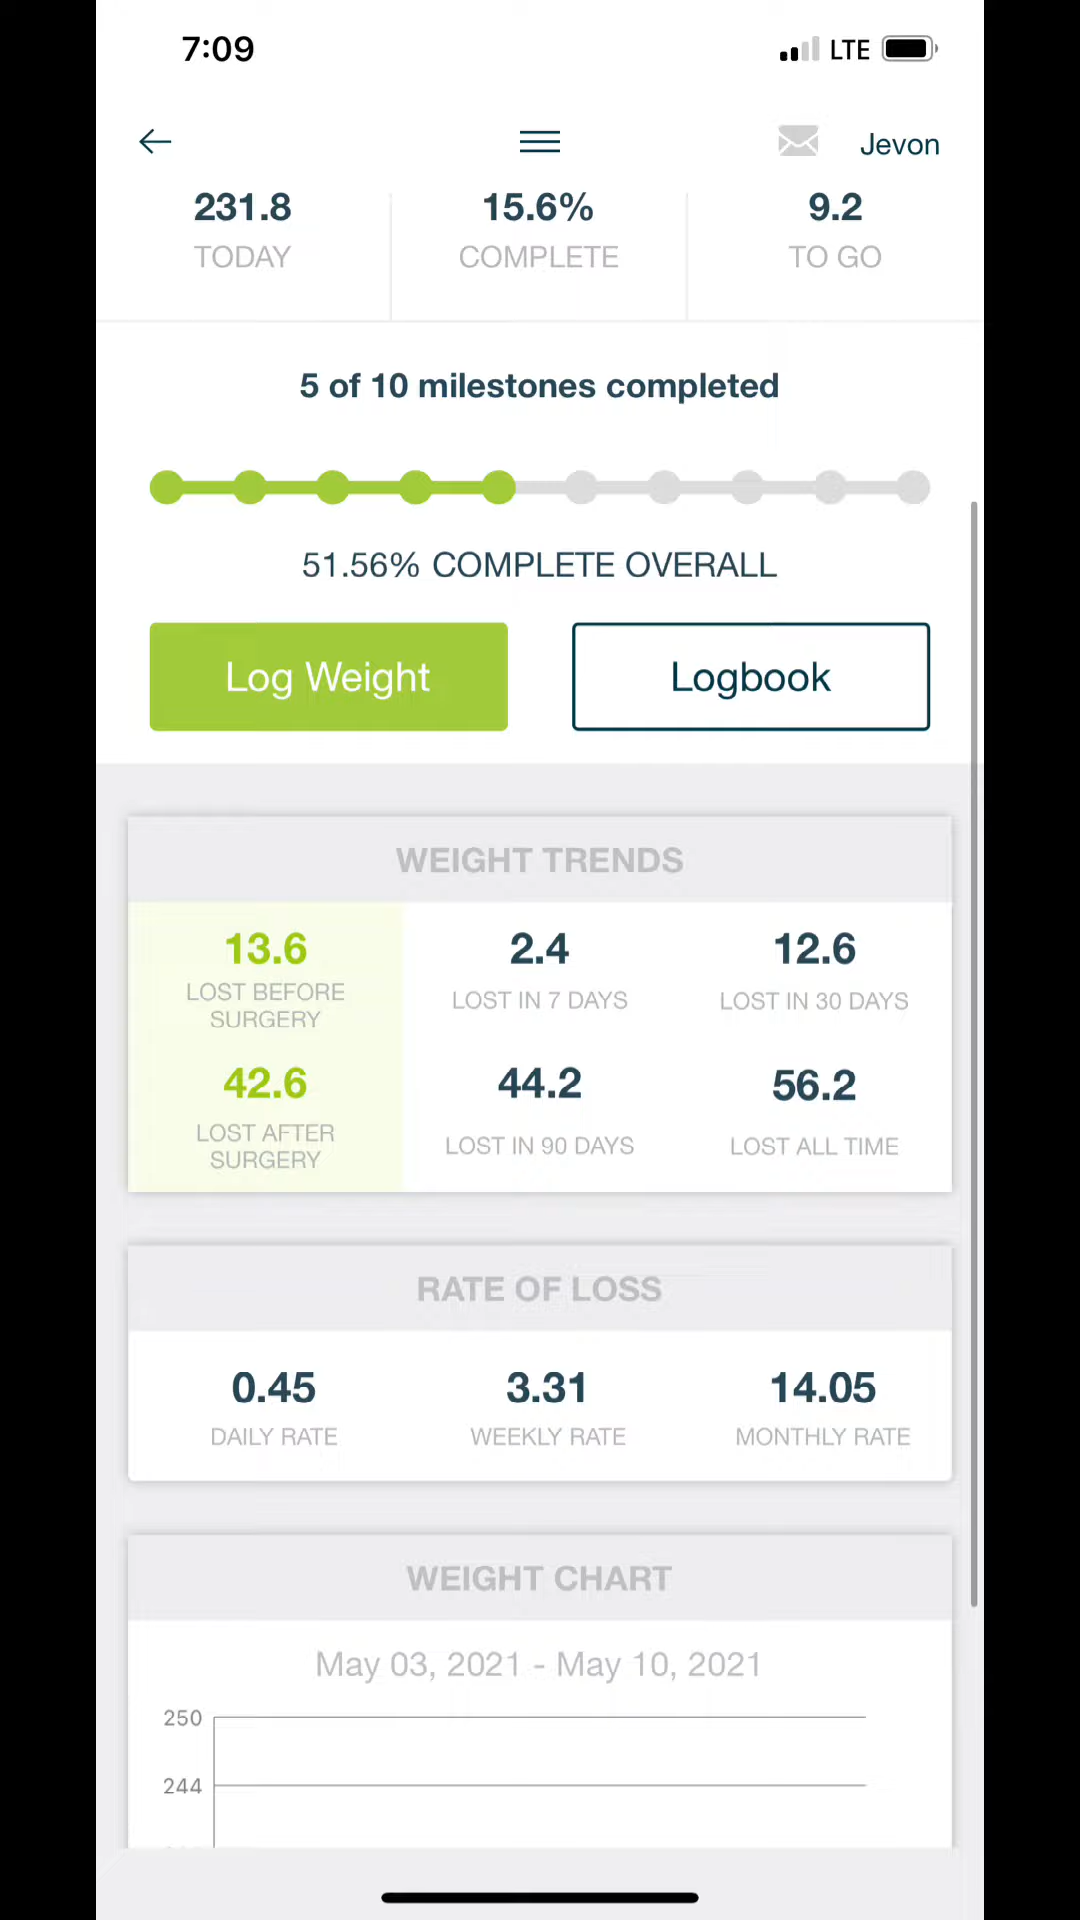 7:09
LTE
Jevon
231.8
15.6%
9.2
TODAY
COMPLETE
TO GO
5 of 10 milestones completed
51.56% COMPLETE OVERALL
Log Weight
Logbook
WEIGHT TRENDS
13.6
2.4
12.6
LOST BEFORE
SURGERY
LOST IN 7 DAYS
LOST IN 30 DAYS
42.6
44.2
56.2
LOST AFTER
SURGERY
LOST IN 90 DAYS
LOST ALL TIME
RATE OF LOSS
0.45
3.31
14.05
DAILY RATE
WEEKLY RATE
MONTHLY RATE
WEIGHT CHART
May 03, 2021 - May 10, 2021
250
244